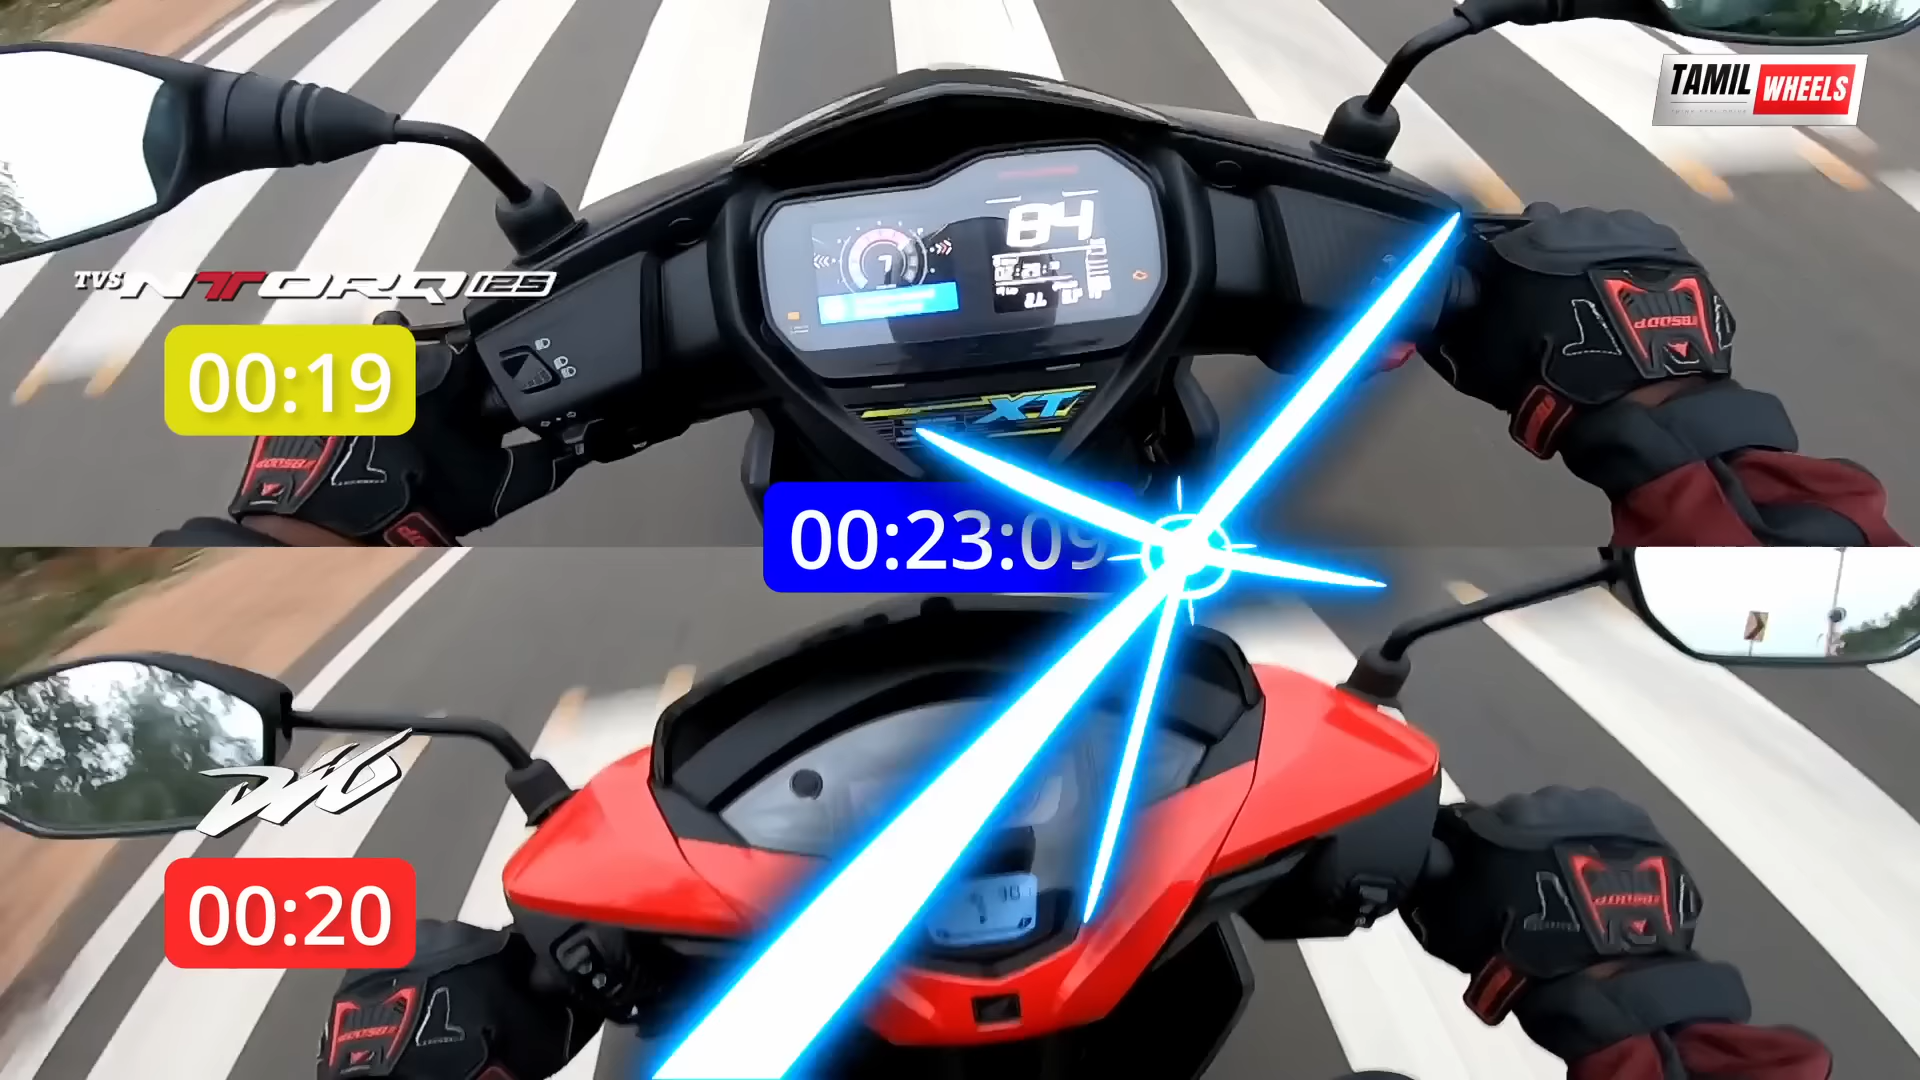 TAMIL WHEELS
84
TVS NTORQ 125
00:19
XT
00:23:09
DIO
00:20